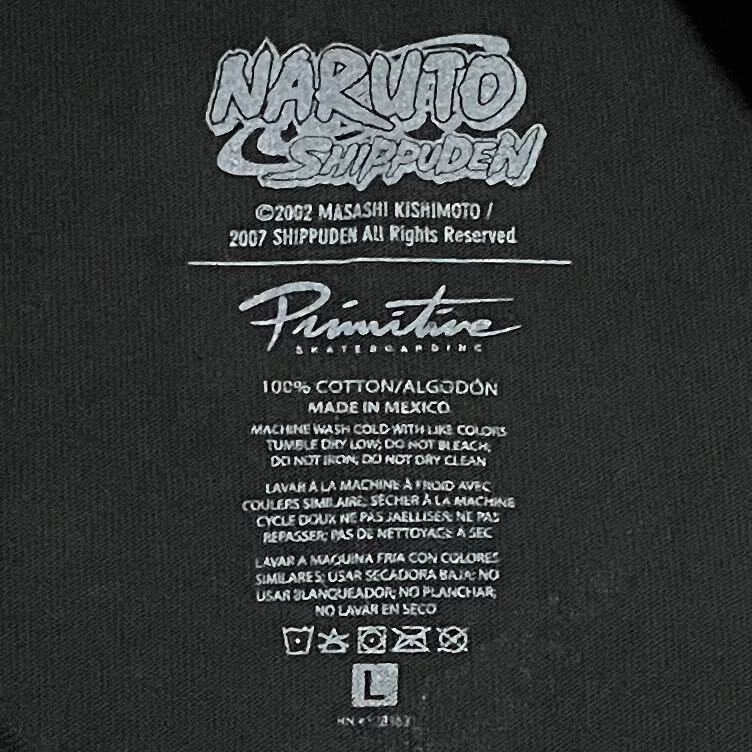 NARUTO
SHIPPUDEN
©2002 MASASHI KISHIMOTO /
2007 SHIPPUDEN All Rights Reserved
Primitive
SKATEBOARDING
100% COTTON/ALGODÓN
MADE IN MEXICO
MACHINE WASH COLD WITH LIKE COLORS
TUMBLE DRY LOW; DO NOT BLEACH;
DO NOT IRON; DO NOT DRY CLEAN
LAVAR À LA MACHINE À FROID AVEC
COULERS SIMILAIRE; SÉCHER À LA MACHINE
CYCLE DOUX NE PAS JAELLISER; NE PAS
REPASSER; PAS DE NETTOYAGE À SEC
LAVAR A MAQUINA FRIA CON COLORES
SIMILARES; USAR SECADORA BAJA; NO
USAR BLANQUEADOR; NO PLANCHAR;
NO LAVAR EN SECO
L